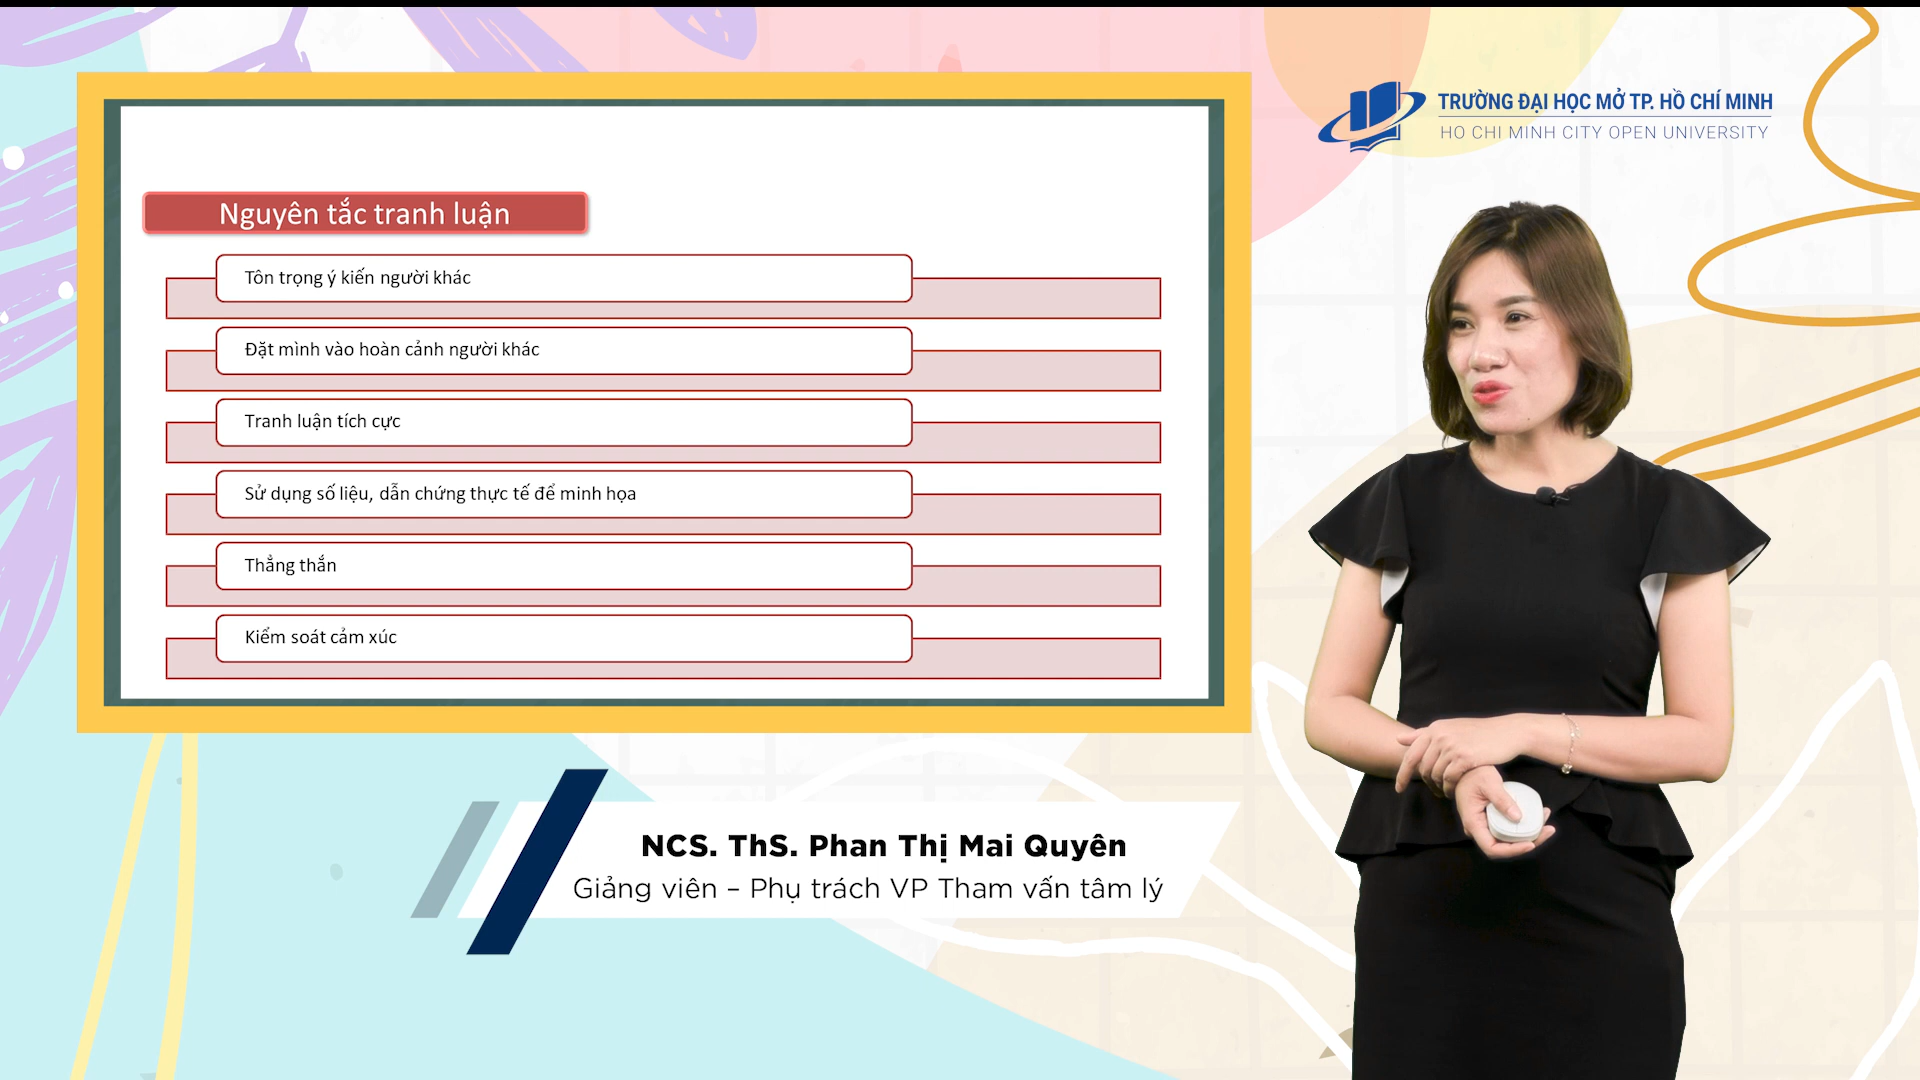 TRƯỜNG ĐẠI HỌC MỞ TP. HỒ CHÍ MINH
HO CHI MINH CITY OPEN UNIVERSITY
Nguyên tắc tranh luận
Tôn trọng ý kiến người khác
Đặt mình vào hoàn cảnh người khác
Tranh luận tích cực
Sử dụng số liệu, dẫn chứng thực tế để minh họa
Thẳng thắn
Kiểm soát cảm xúc
NCS. ThS. Phan Thị Mai Quyên
Giảng viên – Phụ trách VP Tham vấn tâm lý